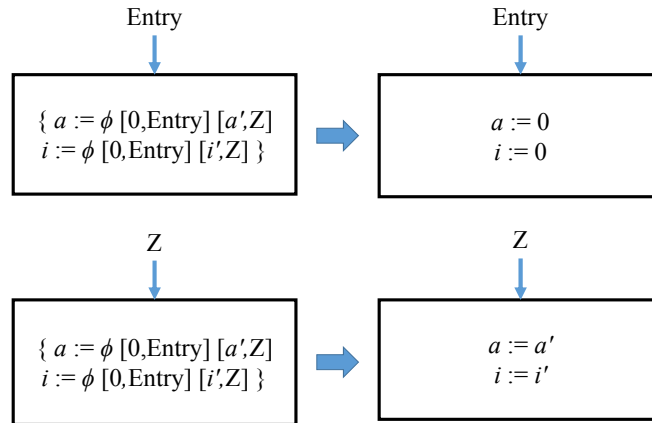 Entry
Entry
{ a := ϕ [0,Entry] [a′,Z]
i := ϕ [0,Entry] [i′,Z] }
a := 0
i := 0
Z
Z
{ a := ϕ [0,Entry] [a′,Z]
i := ϕ [0,Entry] [i′,Z] }
a := a′
i := i′